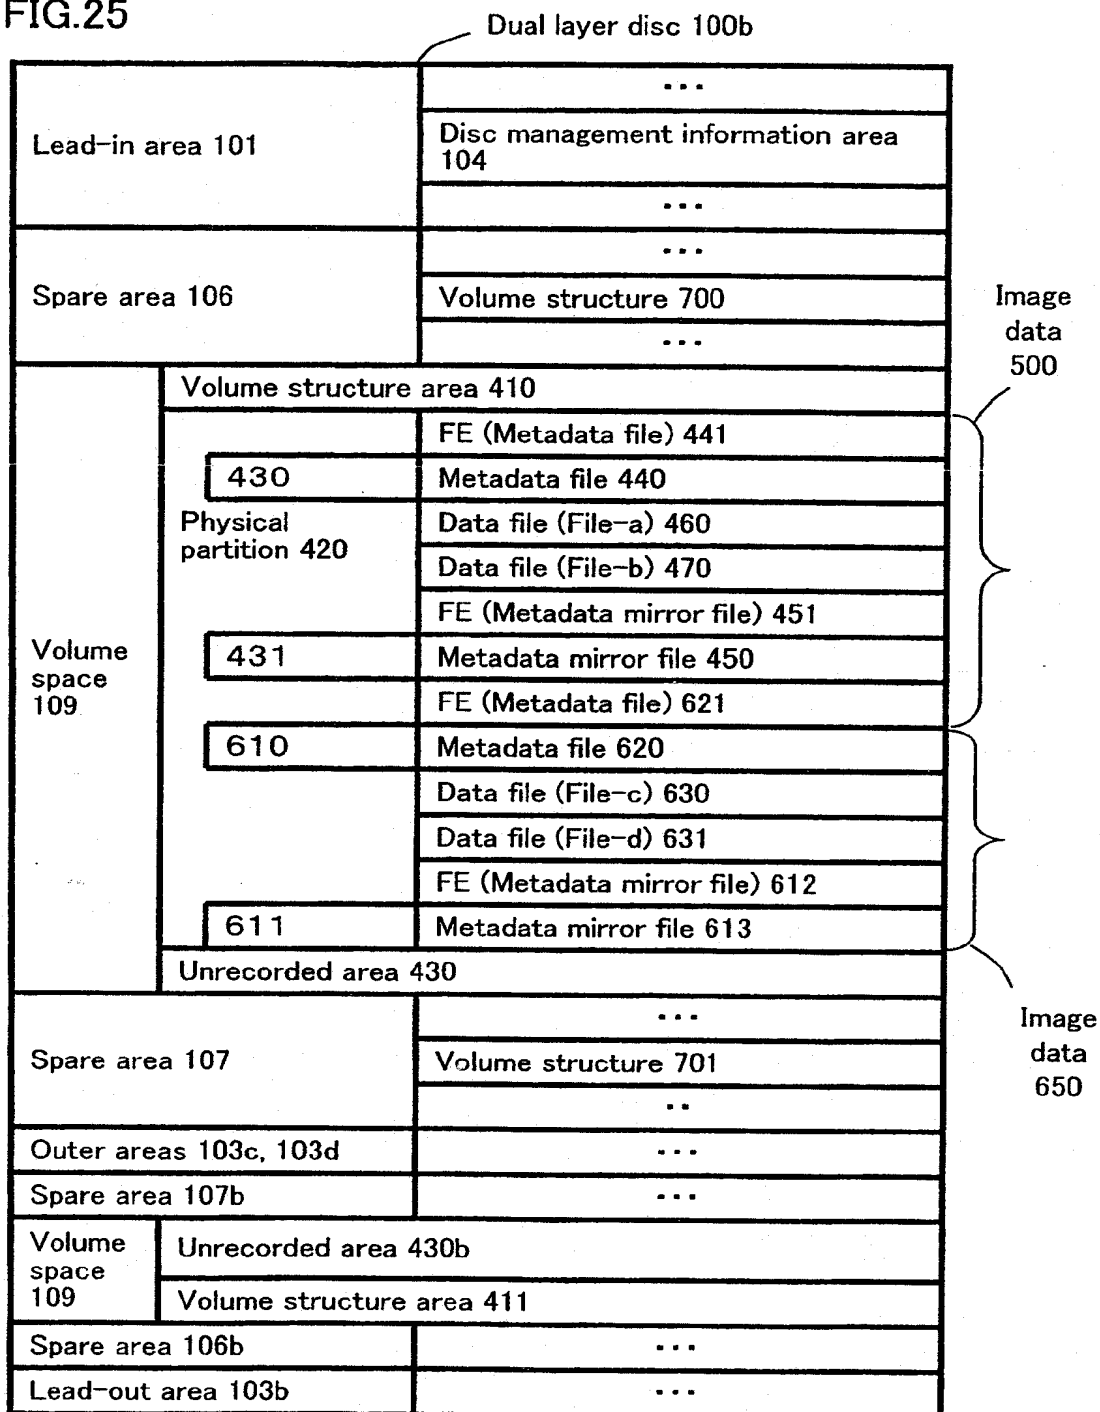 FIG.25
Dual layer disc 100b
Lead-in area 101
...
Disc management information area
104
...
Spare area 106
...
Volume structure 700
...
Image
data
500
Volume
space
109
Volume structure area 410
Physical
partition 420
FE (Metadata file) 441
430
Metadata file 440
Data file (File-a) 460
Data file (File-b) 470
FE (Metadata mirror file) 451
431
Metadata mirror file 450
FE (Metadata file) 621
610
Metadata file 620
Data file (File-c) 630
Data file (File-d) 631
FE (Metadata mirror file) 612
611
Metadata mirror file 613
Unrecorded area 430
Image
data
650
Spare area 107
...
Volume structure 701
..
Outer areas 103c, 103d
...
Spare area 107b
...
Volume
space
109
Unrecorded area 430b
Volume structure area 411
Spare area 106b
...
Lead-out area 103b
...